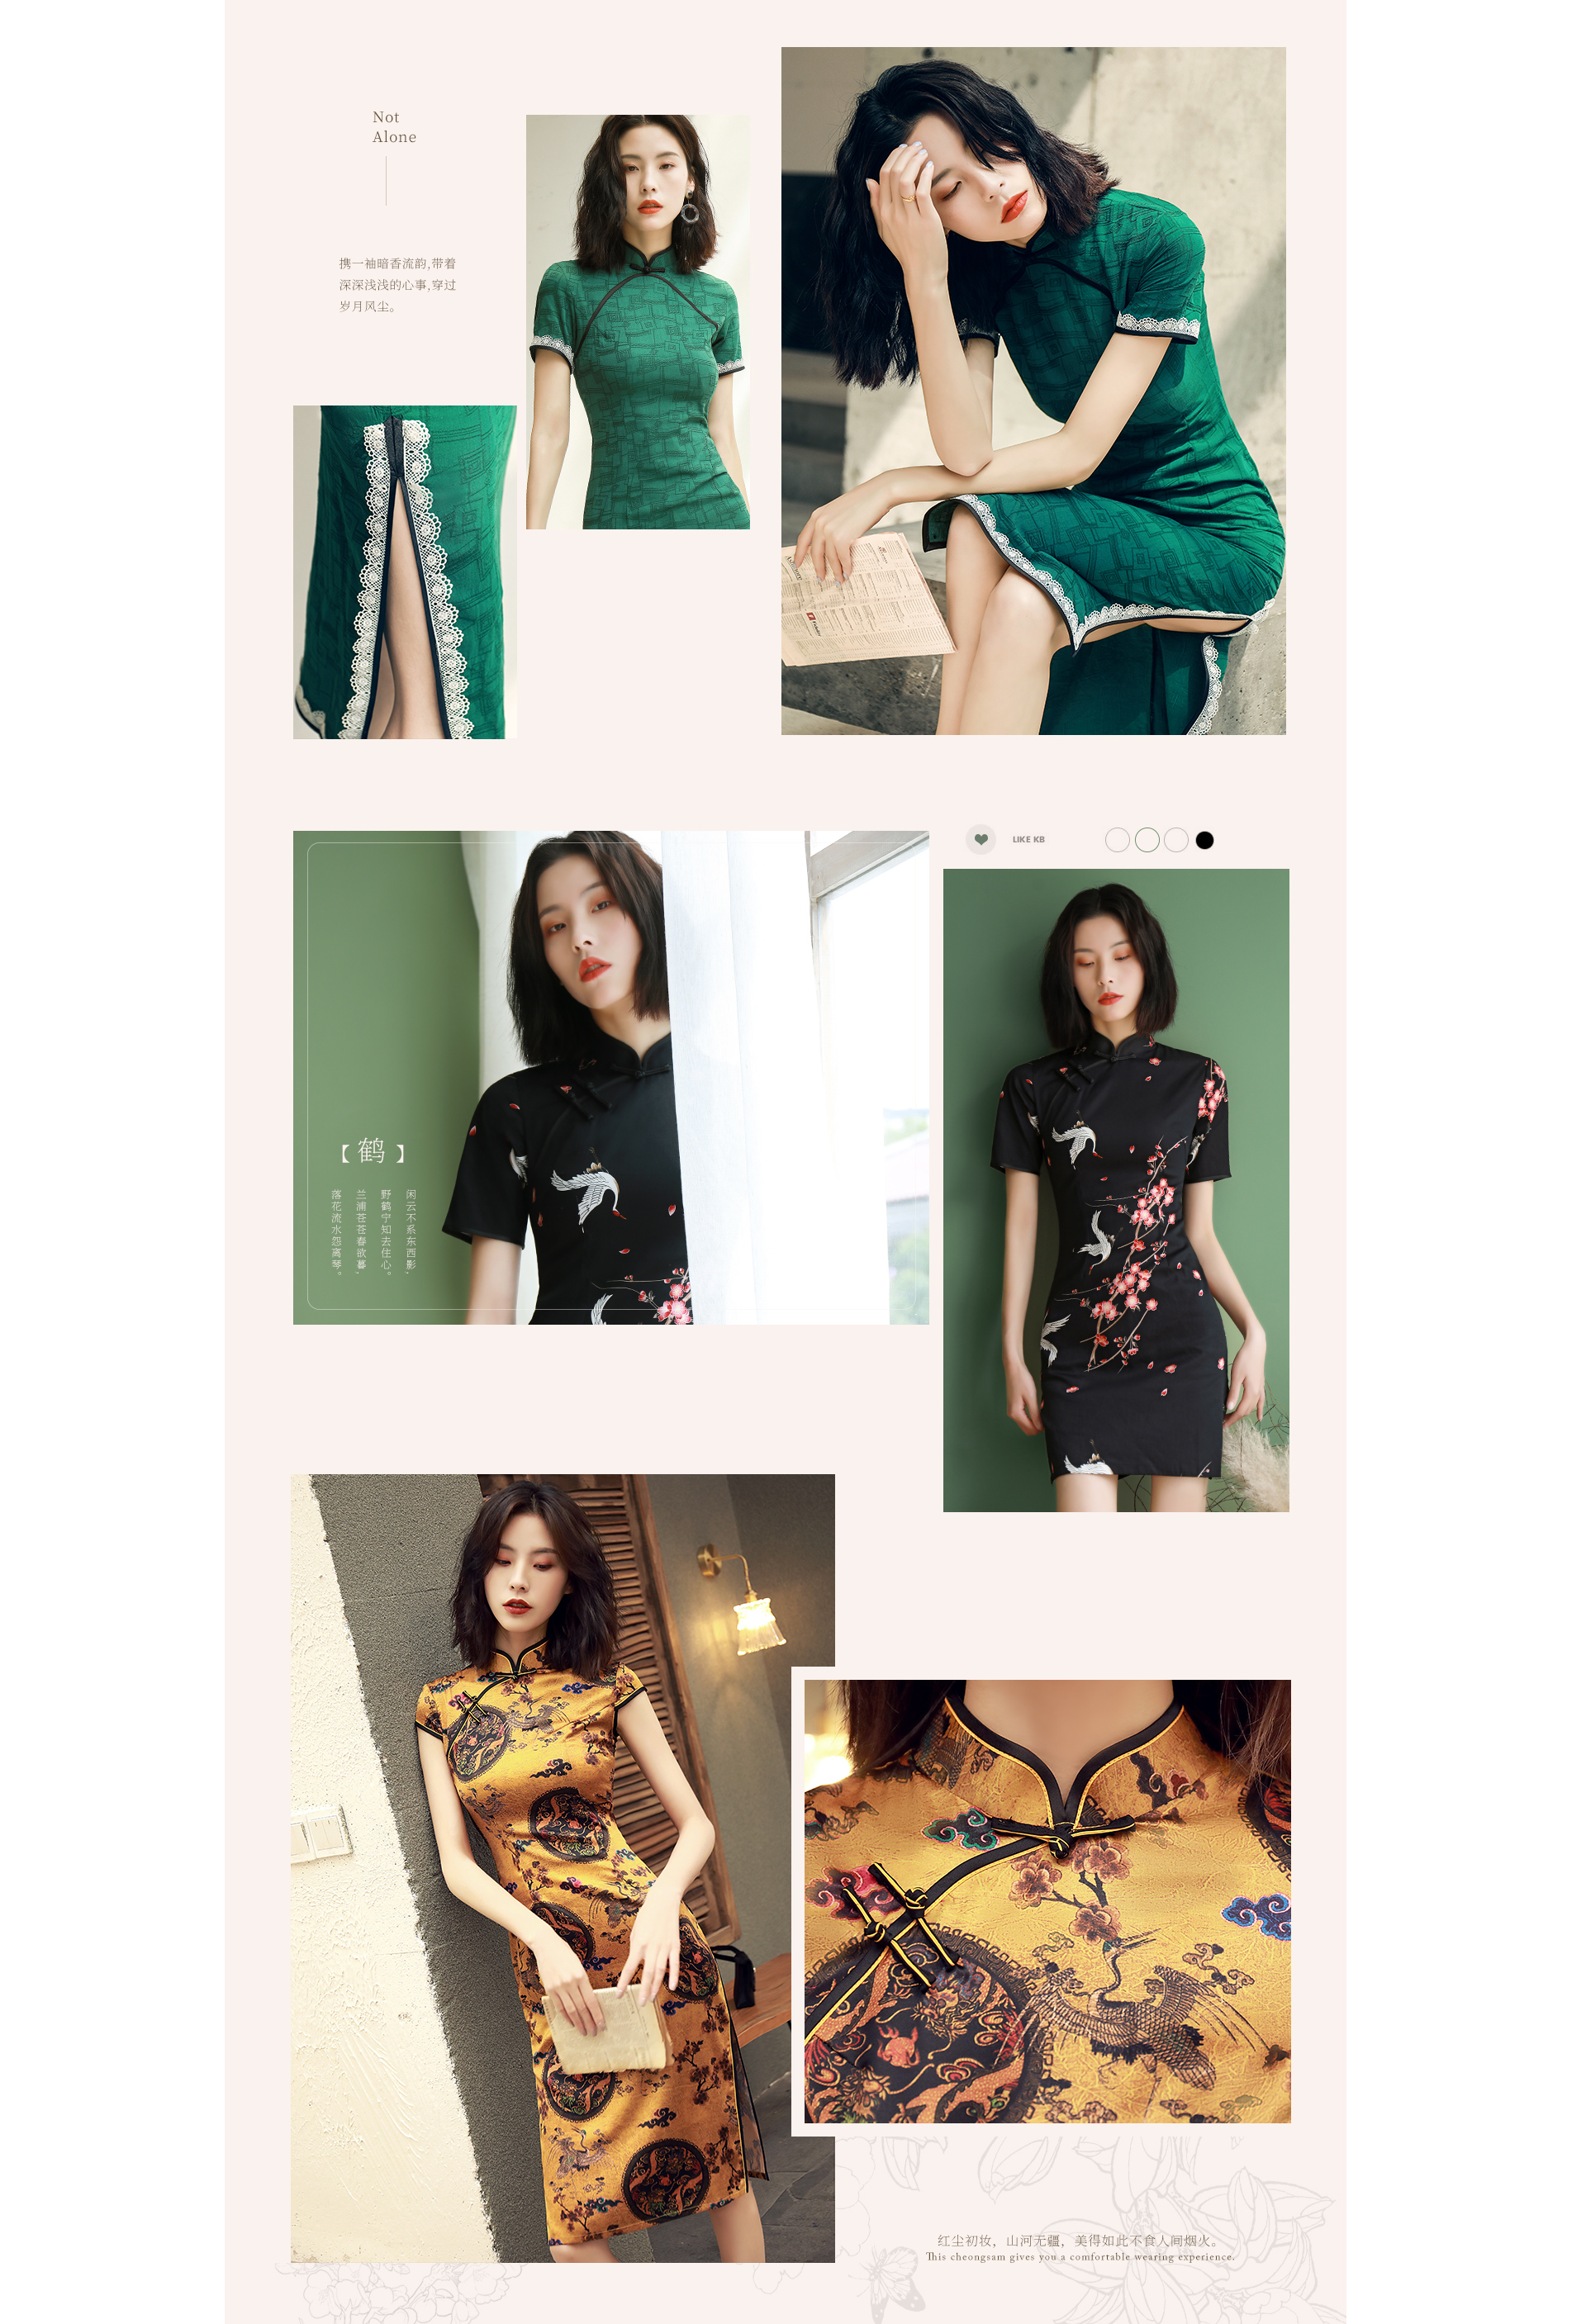 Not
Alone
携一袖暗香流韵,带着
深深浅浅的心事,穿过
岁月风尘。
LIKE KB
【 鹤 】
闲云不系东西影,
野鹤宁知去住心。
兰浦苍苍春欲暮,
落花流水怨离琴。
红尘初妆，山河无疆，美得如此不食人间烟火。
This cheongsam gives you a comfortable wearing experience.